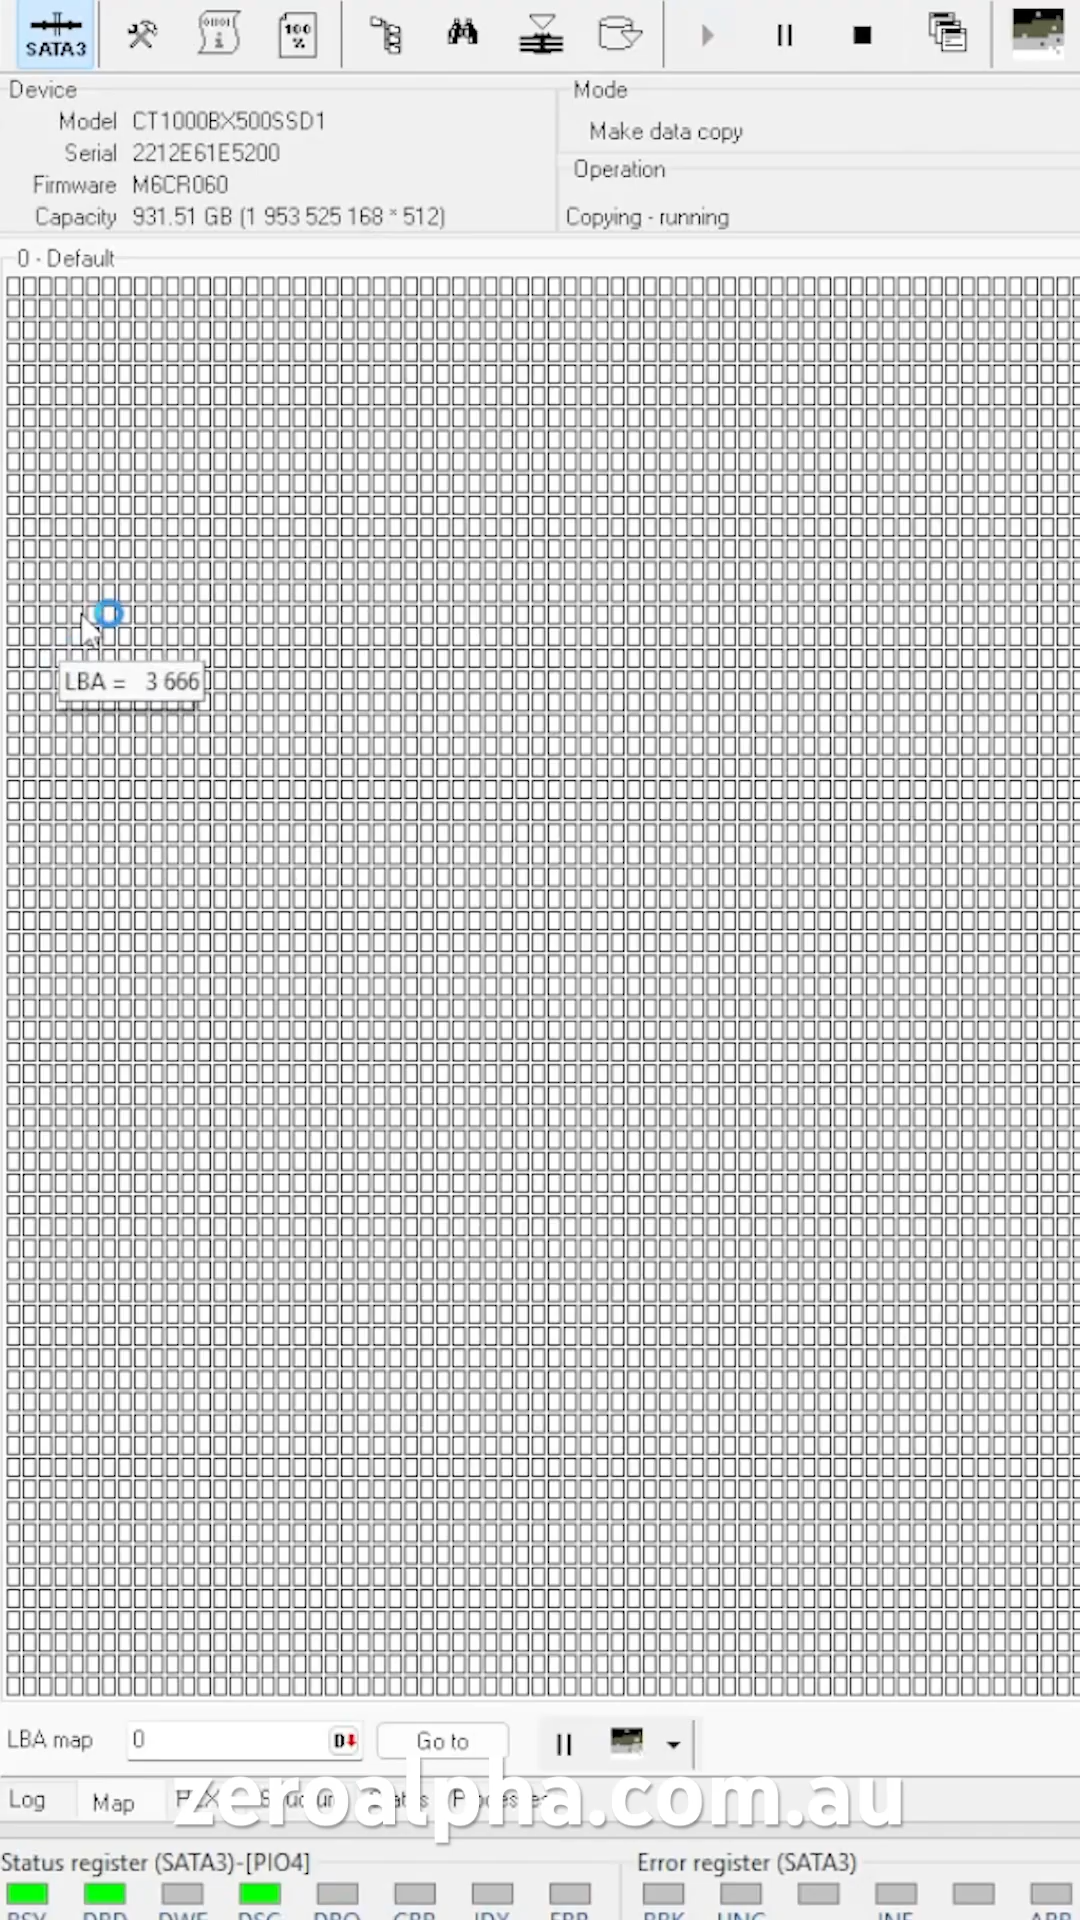 SATA3
100
%
Device
Model CT1000BX500SSD1
Serial 2212E61E5200
Firmware M6CR060
Capacity 931.51 GB (1 953 525 168 * 512)
Mode
Make data copy
Operation
Copying - running
0 - Default
LBA = 3 666
LBA map 0 D Go to
Log Map
zeroalpha.com.au
Status register (SATA3)-[PIO4]
Error register (SATA3)